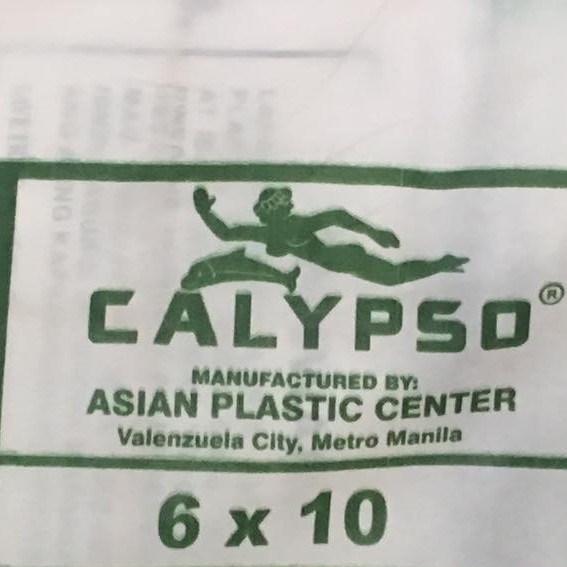 CALYPSO®
MANUFACTURED BY:
ASIAN PLASTIC CENTER
Valenzuela City, Metro Manila
6 x 10